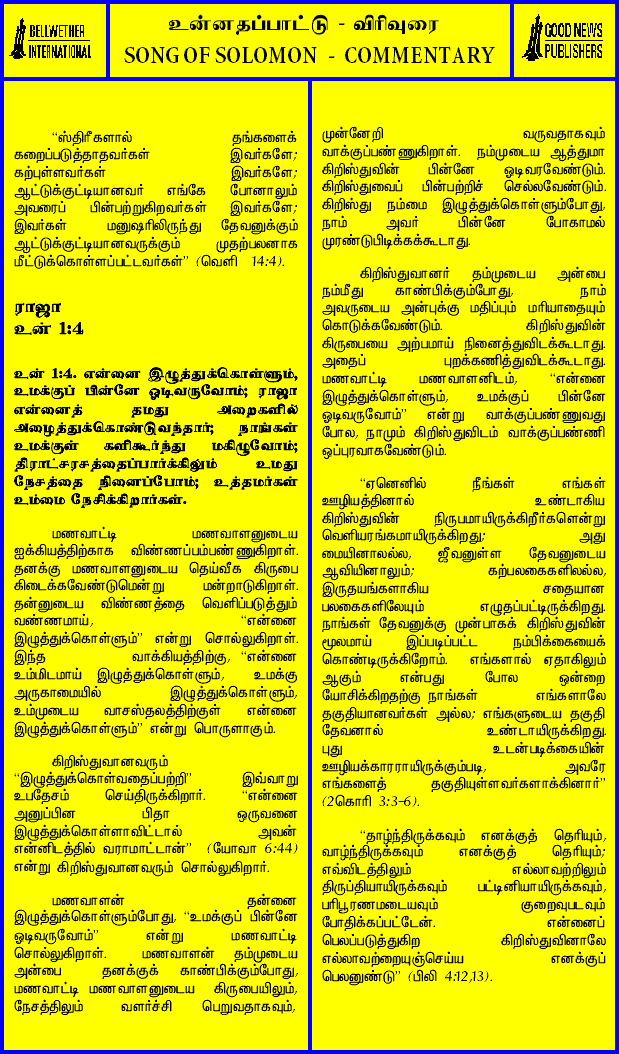 BELLWETHER
INTERNATIONAL
உன்னதப்பாட்டு - விரிவுரை
SONG OF SOLOMON - COMMENTARY
GOOD NEWS
PUBLISHERS
“ஸ்திரீகளால் தங்களைக்
கறைப்படுத்தாதவர்கள் இவர்களே;
கற்புள்ளவர்கள் இவர்களே;
ஆட்டுக்குட்டியானவர் எங்கே போனாலும்
அவரைப் பின்பற்றுகிறவர்கள் இவர்களே;
இவர்கள் மனுஷரிலிருந்து தேவனுக்கும்
ஆட்டுக்குட்டியானவருக்கும் முதற்பலனாக
மீட்டுக்கொள்ளப்பட்டவர்கள்” (வெளி 14:4).
ராஜா
உன் 1:4
உன் 1:4. என்னை இழுத்துக்கொள்ளும்,
உமக்குப் பின்னே ஓடிவருவோம்; ராஜா
என்னைத் தமது அறைகளில்
அழைத்துக்கொண்டுவந்தார்; நாங்கள்
உமக்குள் களிகூர்ந்து மகிழுவோம்;
திராட்சரசத்தைப்பார்க்கிலும் உமது
நேசத்தை நினைப்போம்; உத்தமர்கள்
உம்மை நேசிக்கிறார்கள்.
மணவாட்டி மணவாளனுடைய
ஐக்கியத்திற்காக விண்ணப்பம்பண்ணுகிறாள்.
தனக்கு மணவாளனுடைய தெய்வீக கிருபை
கிடைக்கவேண்டுமென்று மன்றாடுகிறாள்.
தன்னுடைய விண்ணத்தை வெளிப்படுத்தும்
வண்ணமாய், “என்னை
இழுத்துக்கொள்ளும்” என்று சொல்லுகிறாள்.
இந்த வாக்கியத்திற்கு, “என்னை
உம்மிடமாய் இழுத்துக்கொள்ளும், உமக்கு
அருகாமையில் இழுத்துக்கொள்ளும்,
உம்முடைய வாசஸ்தலத்திற்குள் என்னை
இழுத்துக்கொள்ளும்” என்று பொருளாகும்.
கிறிஸ்துவானவரும்
“இழுத்துக்கொள்வதைப்பற்றி” இவ்வாறு
உபதேசம் செய்திருக்கிறார். “என்னை
அனுப்பின பிதா ஒருவனை
இழுத்துக்கொள்ளாவிட்டால் அவன்
என்னிடத்தில் வரமாட்டான்” (யோவா 6:44)
என்று கிறிஸ்துவானவரும் சொல்லுகிறார்.
மணவாளன் தன்னை
இழுத்துக்கொள்ளும்போது, “உமக்குப் பின்னே
ஓடிவருவோம்” என்று மணவாட்டி
சொல்லுகிறாள். மணவாளன் தம்முடைய
அன்பை தனக்குக் காண்பிக்கும்போது,
மணவாட்டி மணவாளனுடைய கிருபையிலும்,
நேசத்திலும் வளர்ச்சி பெறுவதாகவும்,
முன்னேறி வருவதாகவும்
வாக்குப்பண்ணுகிறாள். நம்முடைய ஆத்துமா
கிறிஸ்துவின் பின்னே ஓடிவரவேண்டும்.
கிறிஸ்துவைப் பின்பற்றிச் செல்லவேண்டும்.
கிறிஸ்து நம்மை இழுத்துக்கொள்ளும்போது,
நாம் அவர் பின்னே போகாமல்
முரண்டுபிடிக்கக்கூடாது.
கிறிஸ்துவானவர் தம்முடைய அன்பை
நம்மீது காண்பிக்கும்போது, நாம்
அவருடைய அன்புக்கு மதிப்பும் மரியாதையும்
கொடுக்கவேண்டும். கிறிஸ்துவின்
கிருபையை அற்பமாய் நினைத்துவிடக்கூடாது.
அதைப் புறக்கணித்துவிடக்கூடாது.
மணவாட்டி மணவாளனிடம், “என்னை
இழுத்துக்கொள்ளும், உமக்குப் பின்னே
ஓடிவருவோம்” என்று வாக்குப்பண்ணுவது
போல, நாமும் கிறிஸ்துவிடம் வாக்குப்பண்ணி
ஒப்புரவாகவேண்டும்.
“ஏனெனில் நீங்கள் எங்கள்
ஊழியத்தினால் உண்டாகிய
கிறிஸ்துவின் நிருபமாயிருக்கிறீர்களென்று
வெளியரங்கமாயிருக்கிறது; அது
மையினாலல்ல, ஜீவனுள்ள தேவனுடைய
ஆவியினாலும்; கற்பலகைகளிலல்ல,
இருதயங்களாகிய சதையான
பலகைகளிலேயும் எழுதப்பட்டிருக்கிறது.
நாங்கள் தேவனுக்கு முன்பாகக் கிறிஸ்துவின்
மூலமாய் இப்படிப்பட்ட நம்பிக்கையைக்
கொண்டிருக்கிறோம். எங்களால் ஏதாகிலும்
ஆகும் என்பது போல ஒன்றை
யோசிக்கிறதற்கு நாங்கள் எங்களாலே
தகுதியானவர்கள் அல்ல; எங்களுடைய தகுதி
தேவனால் உண்டாயிருக்கிறது.
புது உடன்படிக்கையின்
ஊழியக்காரராயிருக்கும்படி, அவரே
எங்களைத் தகுதியுள்ளவர்களாக்கினார்”
(2கொரி 3:3-6).
“தாழ்ந்திருக்கவும் எனக்குத் தெரியும்,
வாழ்ந்திருக்கவும் எனக்குத் தெரியும்;
எவ்விடத்திலும் எல்லாவற்றிலும்
திருப்தியாயிருக்கவும் பட்டினியாயிருக்கவும்,
பரிபூரணமடையவும் குறைவுபடவும்
போதிக்கப்பட்டேன். என்னைப்
பெலப்படுத்துகிற கிறிஸ்துவினாலே
எல்லாவற்றையுஞ்செய்ய எனக்குப்
பெலனுண்டு” (பிலி 4:12,13).